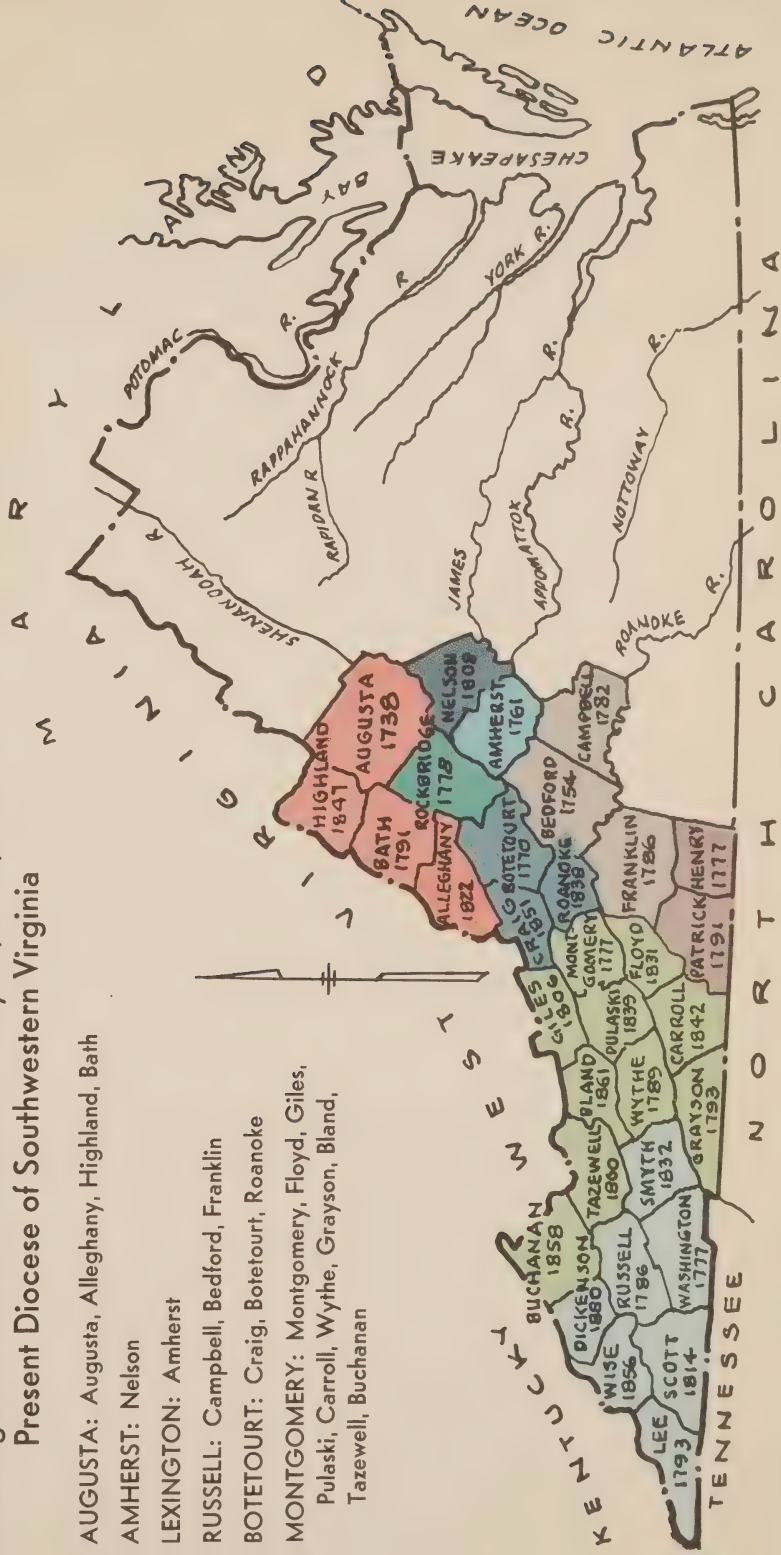 Present Diocese of Southwestern Virginia
AUGUSTA: Augusta, Alleghany, Highland, Bath
AMHERST: Nelson
LEXINGTON: Amherst
RUSSELL: Campbell, Bedford, Franklin
BOTETOURT: Craig, Botetourt, Roanoke
MONTGOMERY: Montgomery, Floyd, Giles,
Pulaski, Carroll, Wythe, Grayson, Bland,
Tazewell, Buchanan
MARYLAND
WEST VIRGINIA
KENTUCKY
TENNESSEE
NORTH CAROLINA
ATLANTIC OCEAN
CHESAPEAKE
BAY
POTOMAC R.
SHENANDOAH R
RAPPAHANNOCK R
RAPIDAN R
YORK R.
JAMES R.
APPOMATTOX R.
NOTTOWAY R.
ROANOKE R.
HIGHLAND
1847
AUGUSTA
1738
BATH
1791
ROCKBRIDGE
1778
ALLEGHANY
1822
NELSON
1808
AMHERST
1761
CAMPBELL
1782
BEDFORD
1754
BOTETOURT
1770
CRAIG
1851
ROANOKE
1838
FRANKLIN
1786
HENRY
1777
PATRICK
1791
MONT-
GOMERY
1777
FLOYD
1831
GILES
1806
PULASKI
1839
CARROLL
1842
BLAND
1861
WYTHE
1789
GRAYSON
1793
TAZEWELL
1800
SMYTH
1832
BUCHANAN
1858
DICKENSON
1880
RUSSELL
1786
WASHINGTON
1777
WISE
1856
SCOTT
1814
LEE
1793